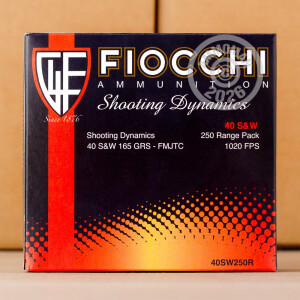 FIOCCHI
AMMUNITION
Shooting Dynamics
Since 1876
40 S&W
Shooting Dynamics
250 Range Pack
40 S&W 165 GRS - FMJTC
1020 FPS
40SW250R